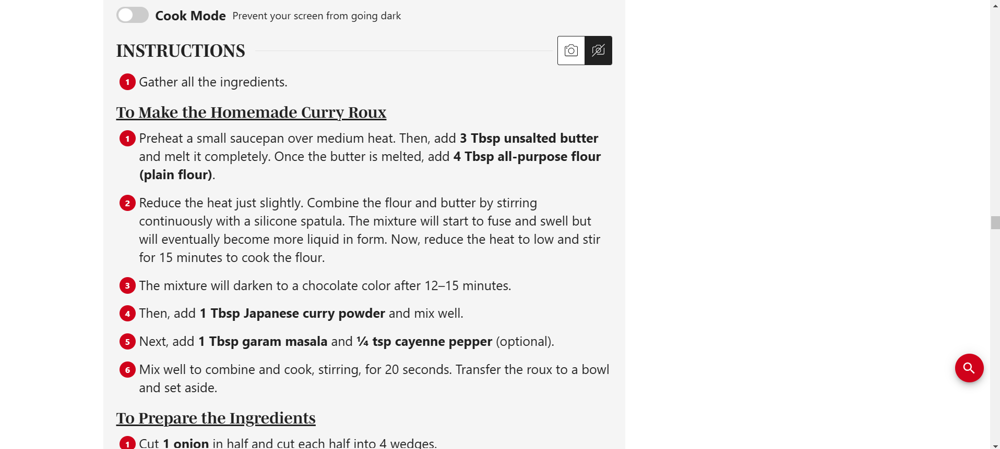 Cook Mode Prevent your screen from going dark
INSTRUCTIONS
1 Gather all the ingredients.
To Make the Homemade Curry Roux
1 Preheat a small saucepan over medium heat. Then, add 3 Tbsp unsalted butter
and melt it completely. Once the butter is melted, add 4 Tbsp all-purpose flour
(plain flour).
2 Reduce the heat just slightly. Combine the flour and butter by stirring
continuously with a silicone spatula. The mixture will start to fuse and swell but
will eventually become more liquid in form. Now, reduce the heat to low and stir
for 15 minutes to cook the flour.
3 The mixture will darken to a chocolate color after 12–15 minutes.
4 Then, add 1 Tbsp Japanese curry powder and mix well.
5 Next, add 1 Tbsp garam masala and ¼ tsp cayenne pepper (optional).
6 Mix well to combine and cook, stirring, for 20 seconds. Transfer the roux to a bowl
and set aside.
To Prepare the Ingredients
1 Cut 1 onion in half and cut each half into 4 wedges.